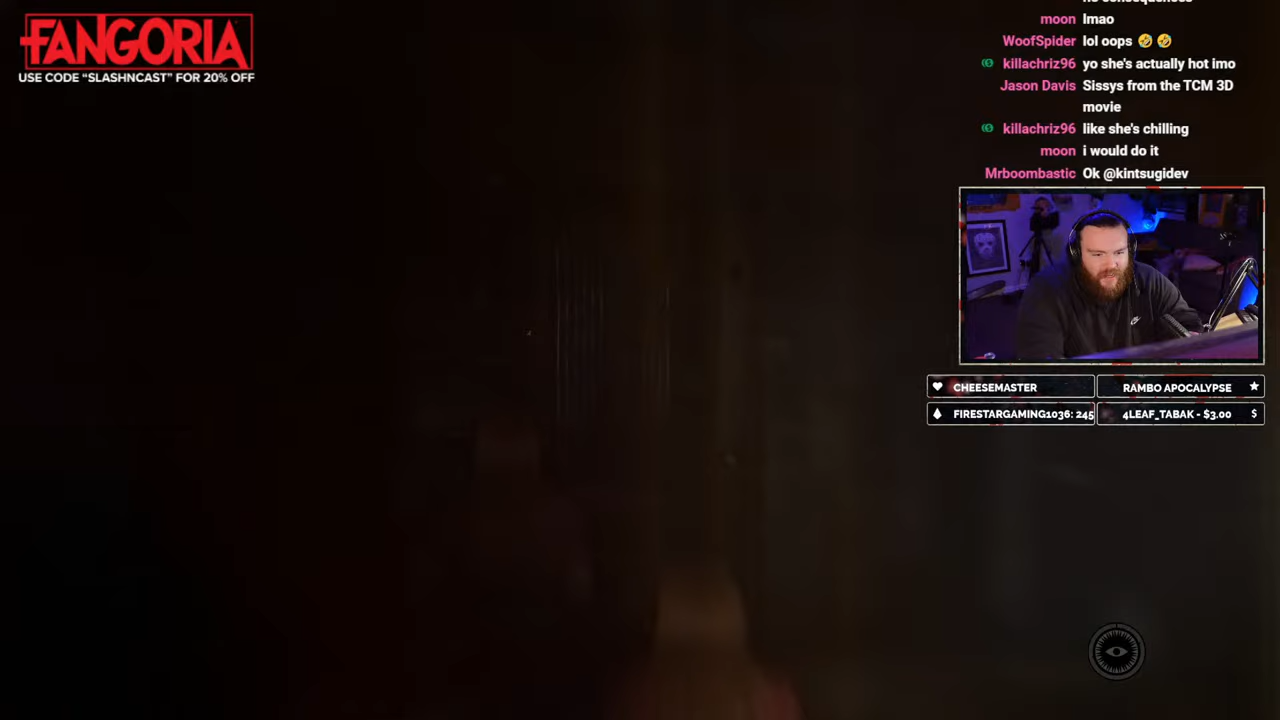 FANGORIA
USE CODE "SLASHNCAST" FOR 20% OFF
moon lmao
WoofSpider lol oops 🤣 🤣
killachriz96 yo she's actually hot imo
Jason Davis Sissys from the TCM 3D
movie
killachriz96 like she's chilling
moon i would do it
Mrboombastic Ok @kintsugidev
CHEESEMASTER
RAMBO APOCALYPSE
FIRESTARGAMING1036: 245
4LEAF_TABAK - $3.00 $